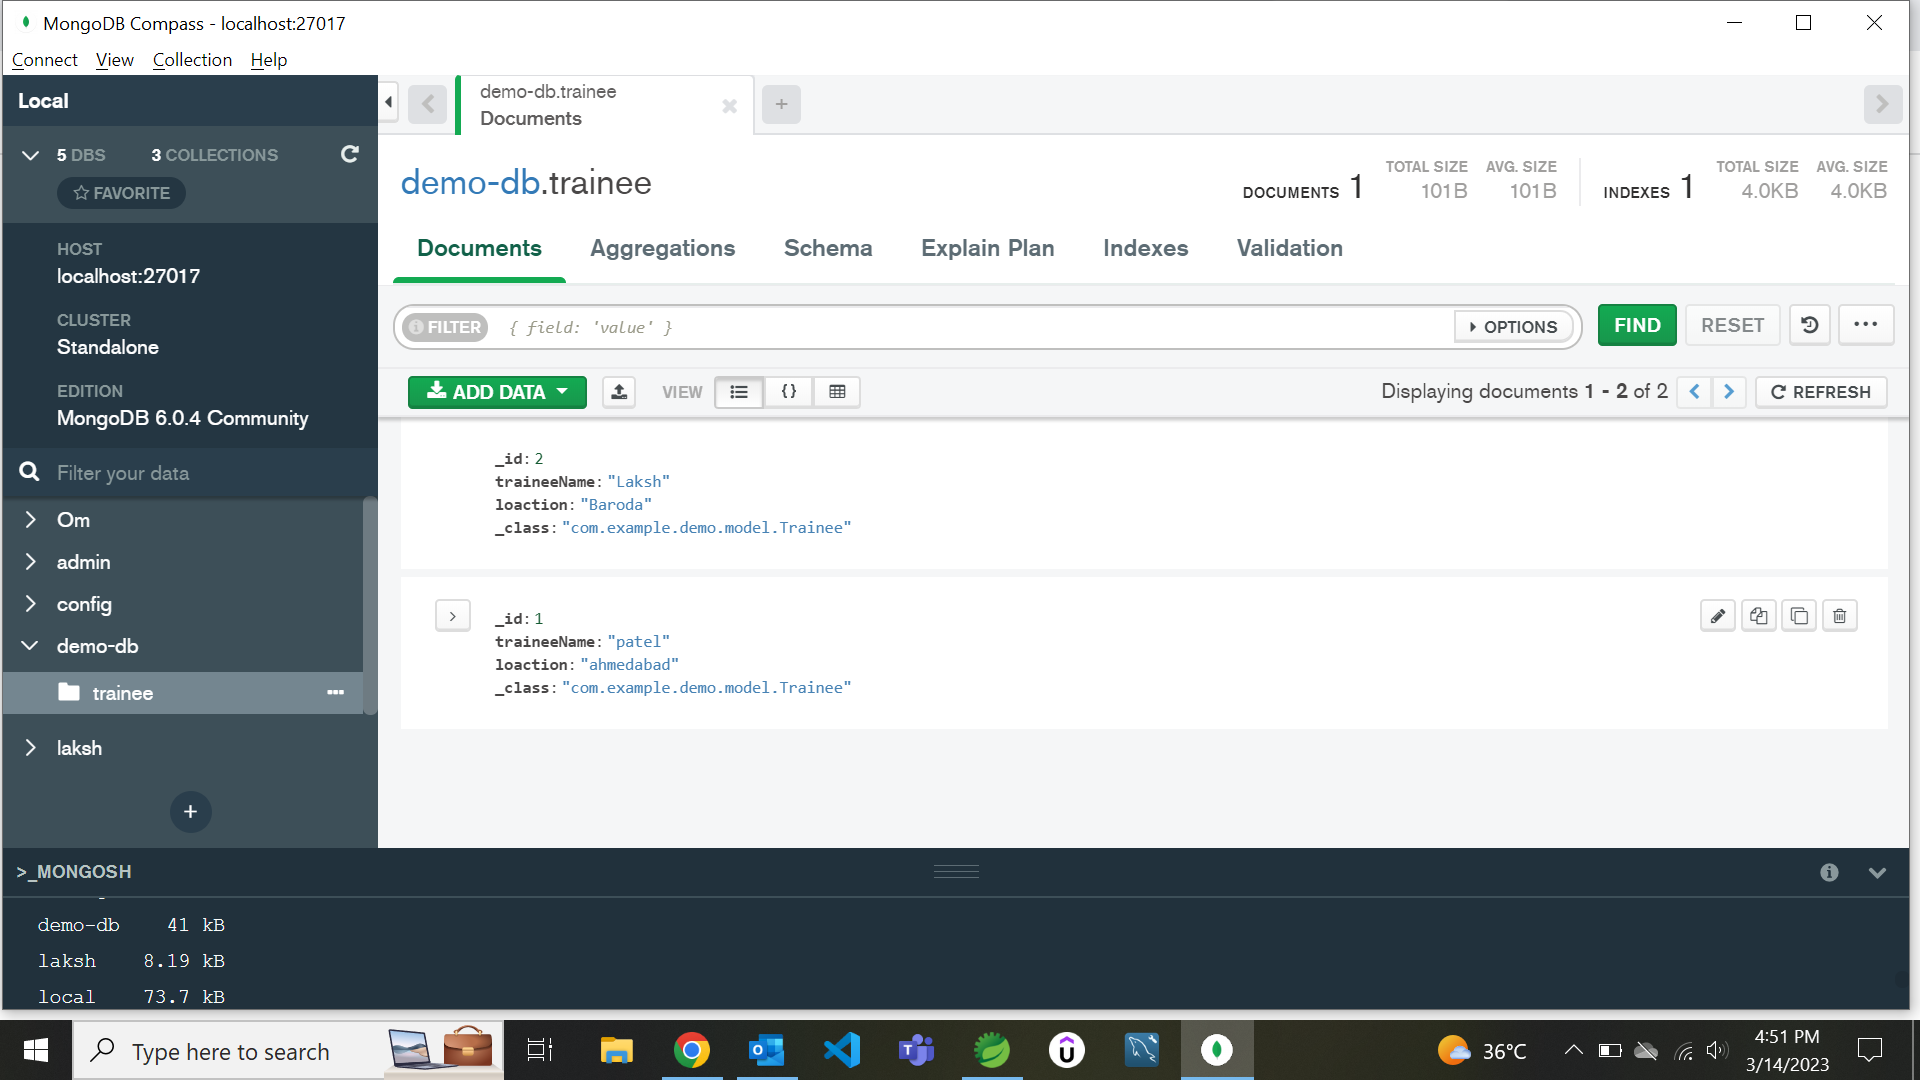 MongoDB Compass - localhost:27017
Connect View Collection Help
Local
5 DBS 3 COLLECTIONS
FAVORITE
HOST
localhost:27017
CLUSTER
Standalone
EDITION
MongoDB 6.0.4 Community
Filter your data
Om
admin
config
demo-db
trainee
laksh
demo-db.trainee
Documents
demo-db.trainee
DOCUMENTS 1
TOTAL SIZE AVG. SIZE
101B 101B
INDEXES 1
TOTAL SIZE AVG. SIZE
4.0KB 4.0KB
Documents Aggregations Schema Explain Plan Indexes Validation
FILTER { field: 'value' } OPTIONS FIND RESET
ADD DATA VIEW {} Displaying documents 1 - 2 of 2 REFRESH
_id: 2
traineeName: "Laksh"
loaction: "Baroda"
_class: "com.example.demo.model.Trainee"
_id: 1
traineeName: "patel"
loaction: "ahmedabad"
_class: "com.example.demo.model.Trainee"
>_MONGOSH
demo-db 41 kB
laksh 8.19 kB
local 73.7 kB
Type here to search
36°C
4:51 PM
3/14/2023